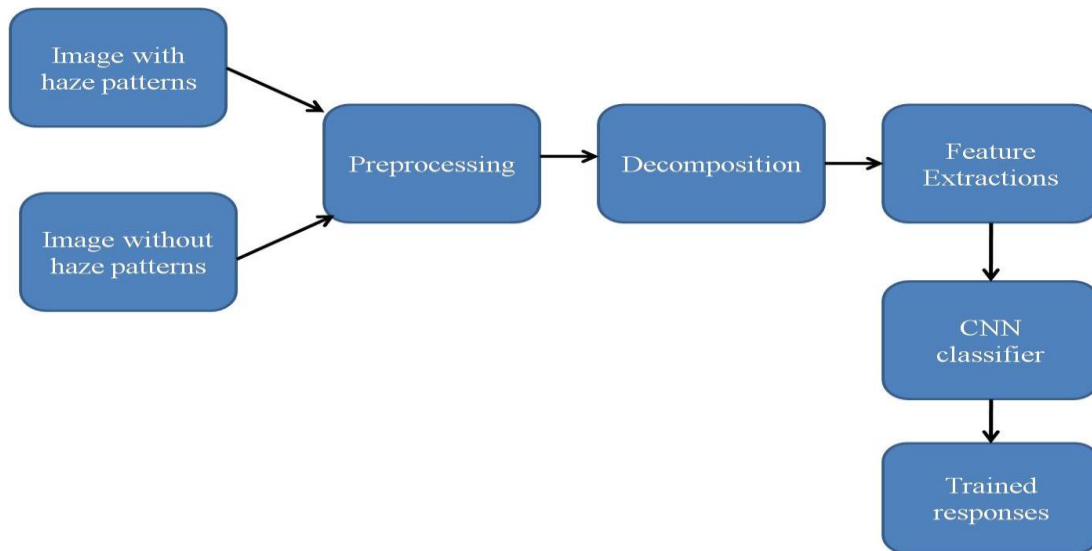 Image with
haze patterns
Image without
haze patterns
Preprocessing
Decomposition
Feature
Extractions
CNN
classifier
Trained
responses